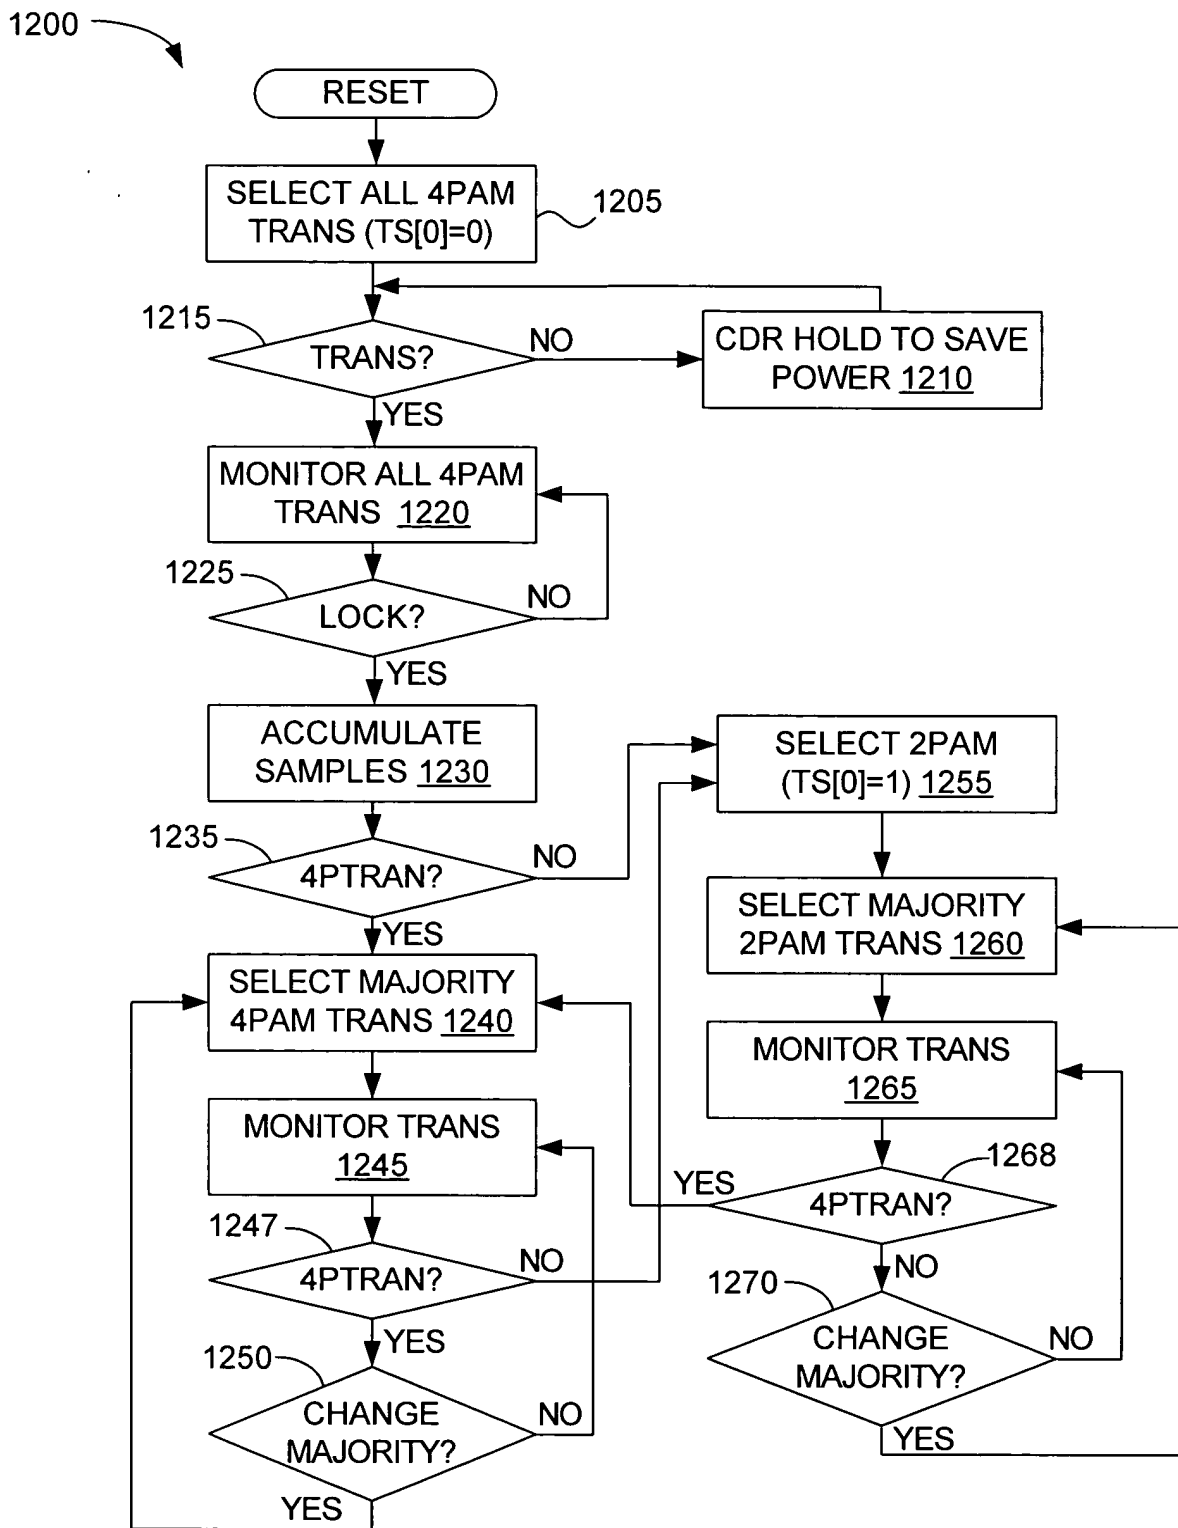 1200
RESET
SELECT ALL 4PAM
TRANS (TS[0]=0)
1205
1215
TRANS?
NO
CDR HOLD TO SAVE
POWER 1210
YES
MONITOR ALL 4PAM
TRANS 1220
1225
LOCK?
NO
YES
ACCUMULATE
SAMPLES 1230
1235
4PTRAN?
NO
YES
SELECT MAJORITY
4PAM TRANS 1240
MONITOR TRANS
1245
1247
4PTRAN?
NO
YES
1250
CHANGE
MAJORITY?
NO
YES
SELECT 2PAM
(TS[0]=1) 1255
SELECT MAJORITY
2PAM TRANS 1260
MONITOR TRANS
1265
1268
YES
4PTRAN?
NO
1270
CHANGE
MAJORITY?
NO
YES